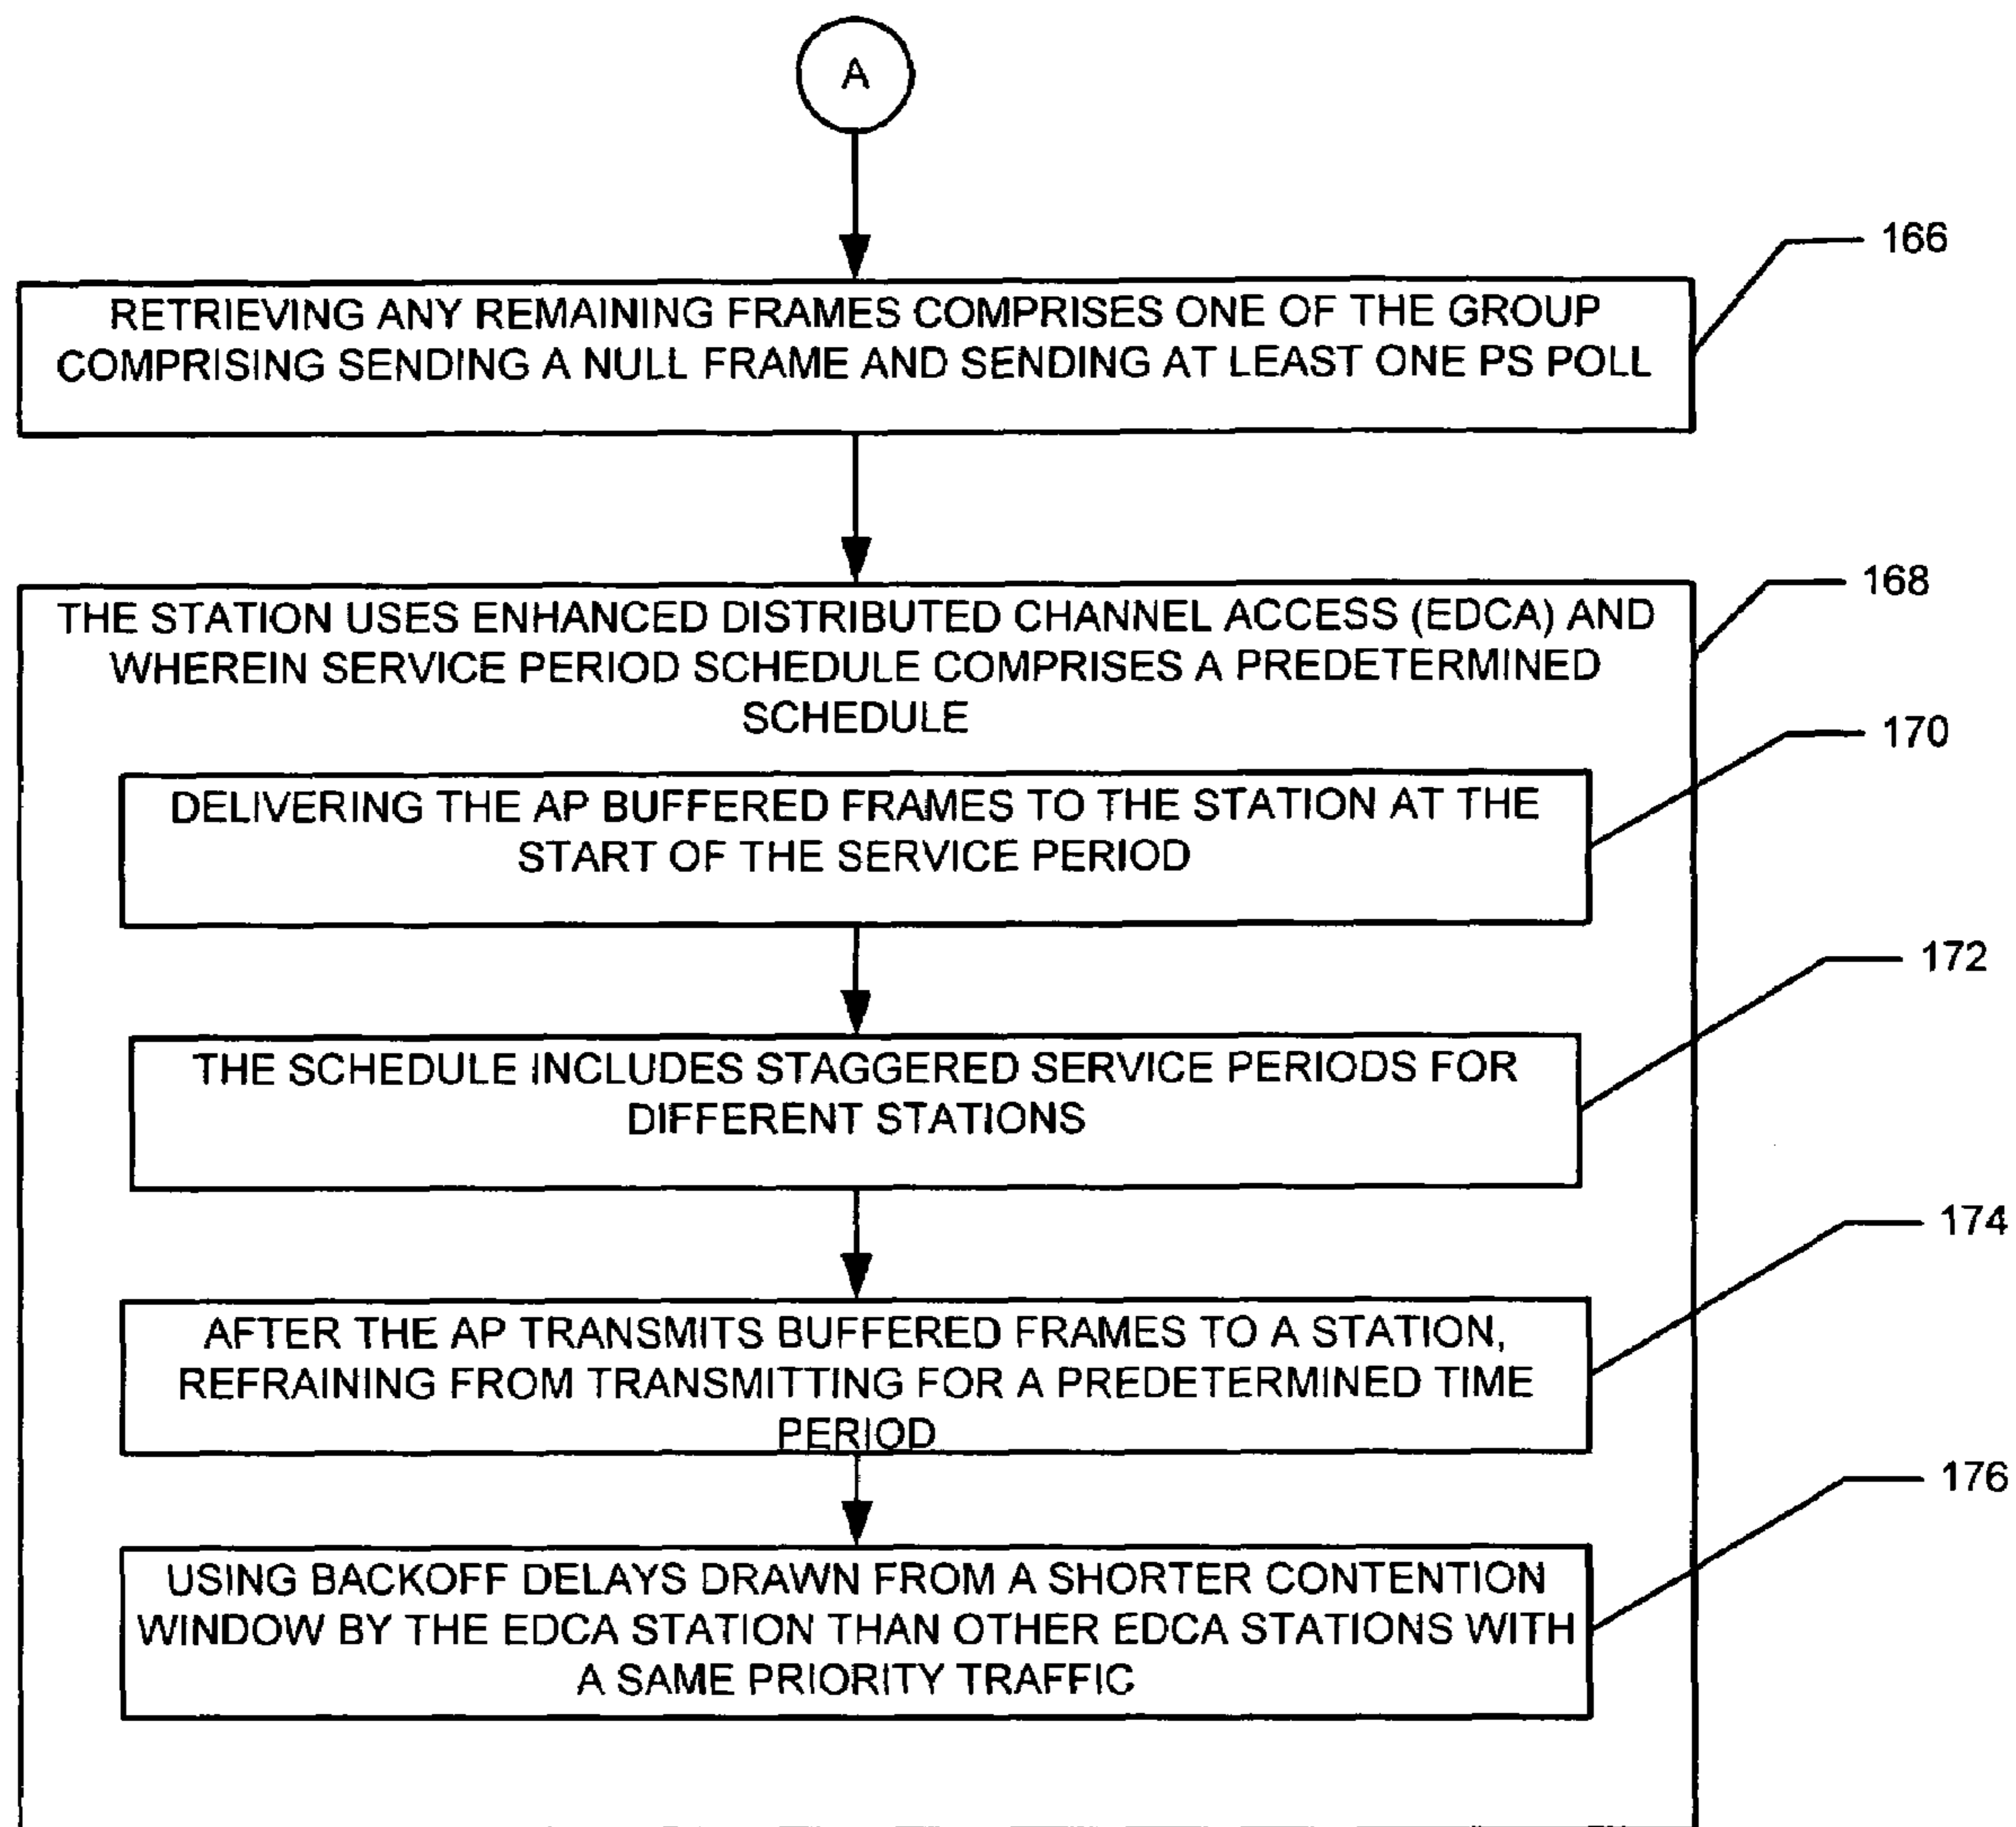 A
166
RETRIEVING ANY REMAINING FRAMES COMPRISES ONE OF THE GROUP
COMPRISING SENDING A NULL FRAME AND SENDING AT LEAST ONE PS POLL
168
THE STATION USES ENHANCED DISTRIBUTED CHANNEL ACCESS (EDCA) AND
WHEREIN SERVICE PERIOD SCHEDULE COMPRISES A PREDETERMINED
SCHEDULE
170
DELIVERING THE AP BUFFERED FRAMES TO THE STATION AT THE
START OF THE SERVICE PERIOD
172
THE SCHEDULE INCLUDES STAGGERED SERVICE PERIODS FOR
DIFFERENT STATIONS
174
AFTER THE AP TRANSMITS BUFFERED FRAMES TO A STATION,
REFRAINING FROM TRANSMITTING FOR A PREDETERMINED TIME
PERIOD
176
USING BACKOFF DELAYS DRAWN FROM A SHORTER CONTENTION
WINDOW BY THE EDCA STATION THAN OTHER EDCA STATIONS WITH
A SAME PRIORITY TRAFFIC